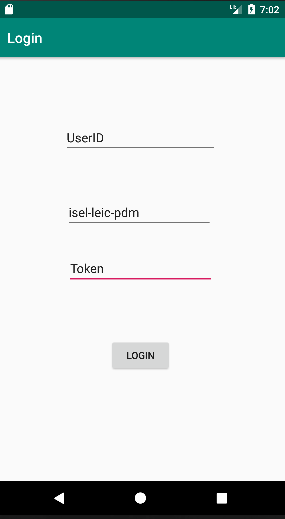 7:02
Login
UserID
isel-leic-pdm
Token
LOGIN